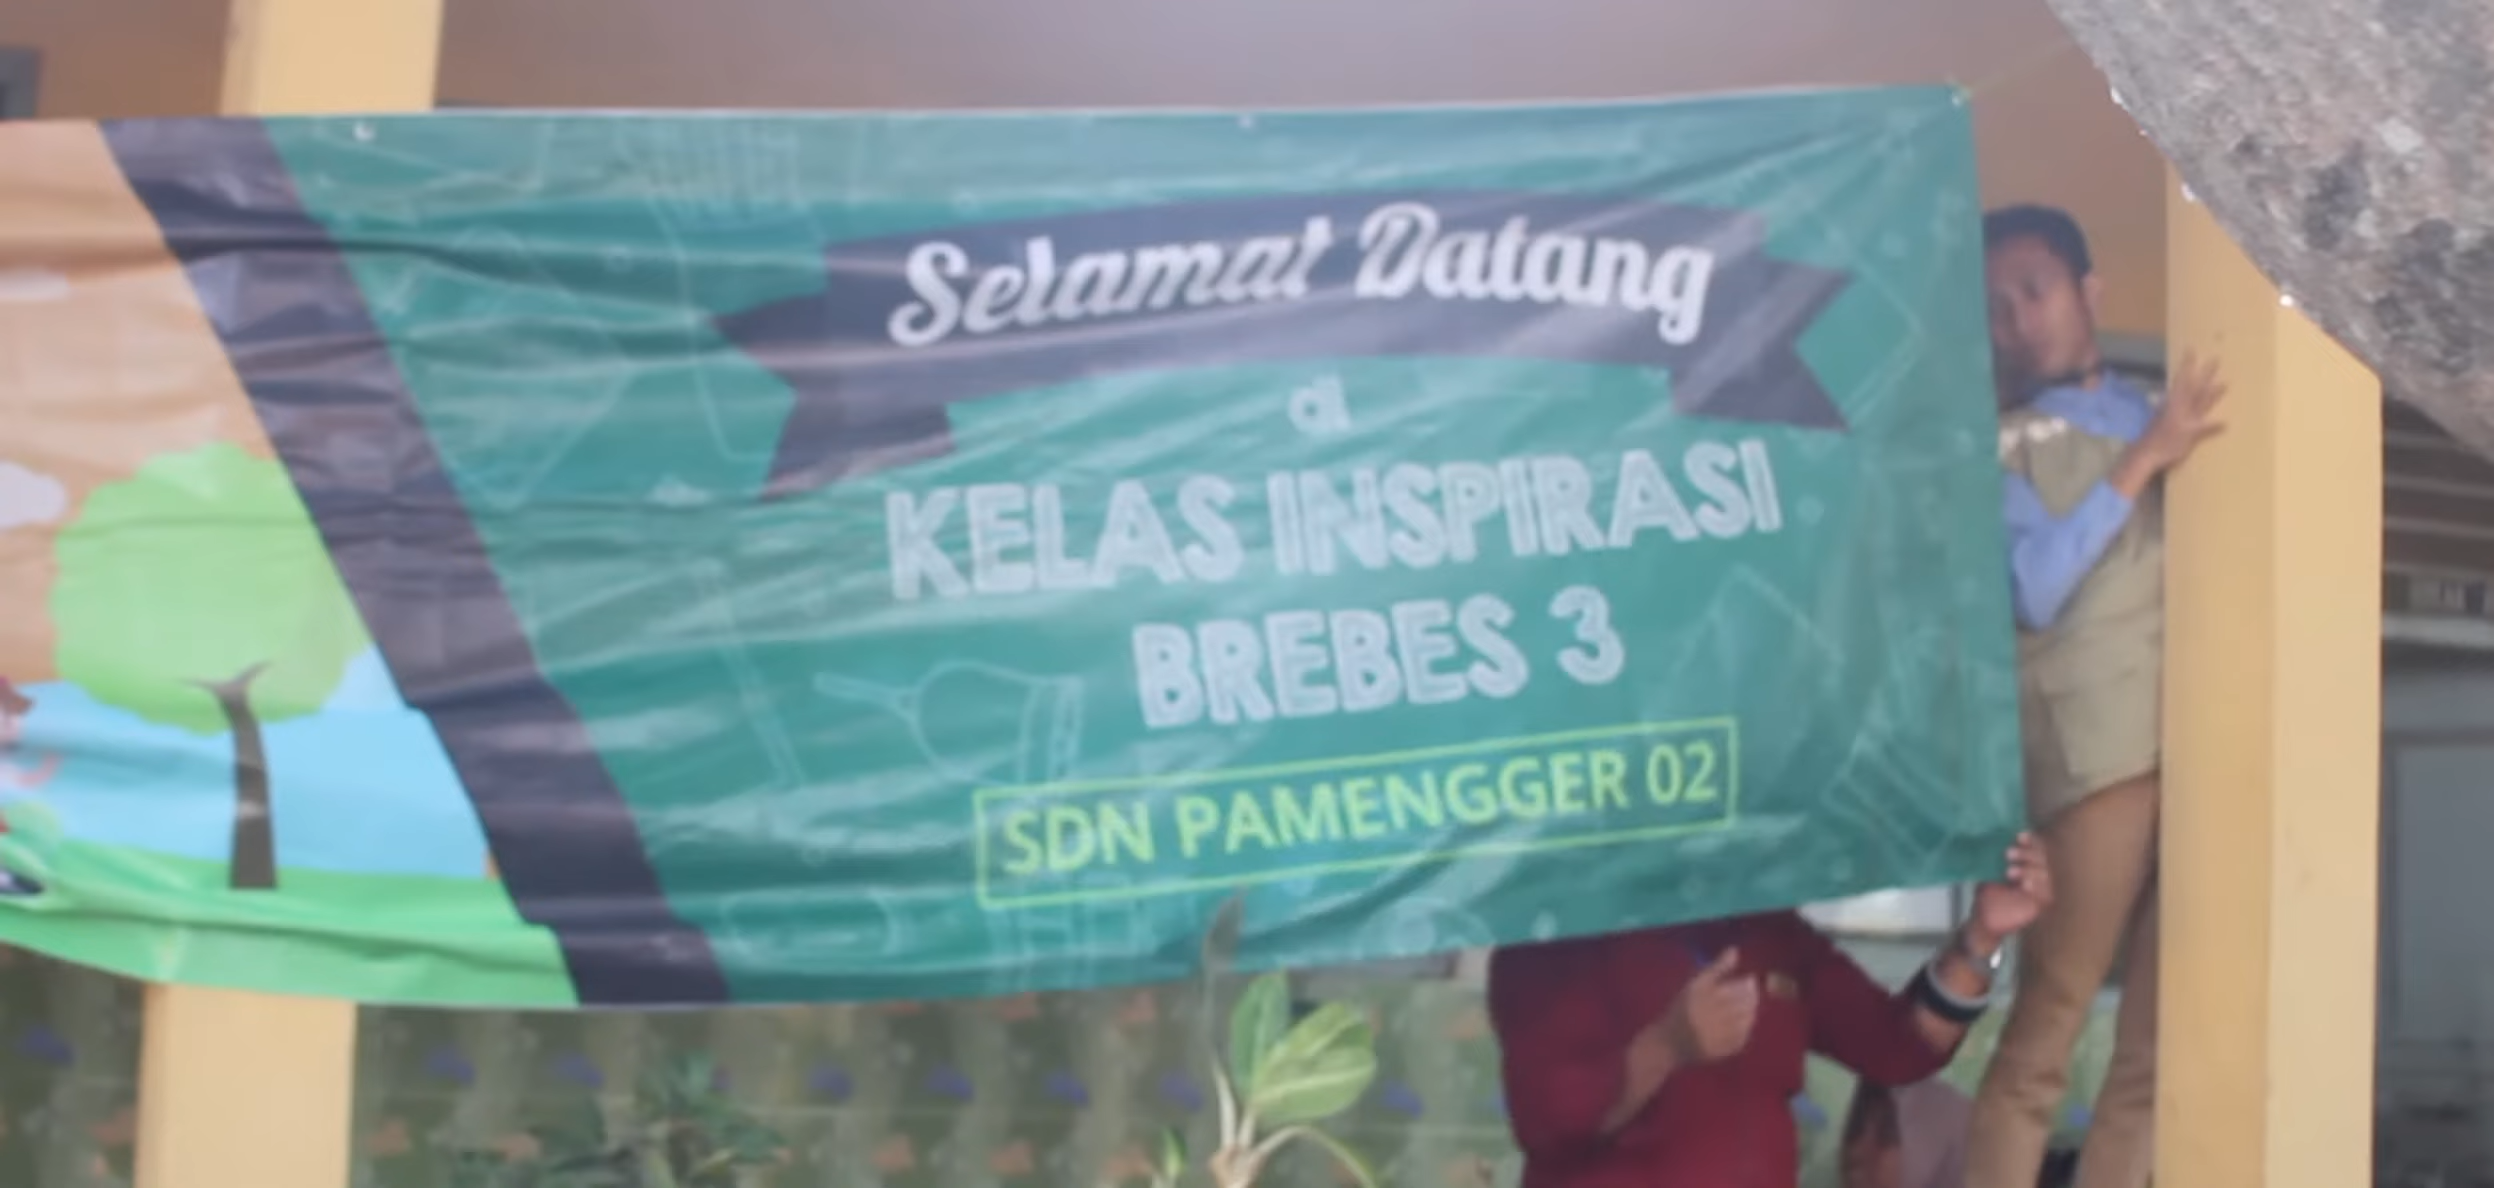 Selamat Datang
di
KELAS INSPIRASI
BREBES 3
SDN PAMENGGER 02